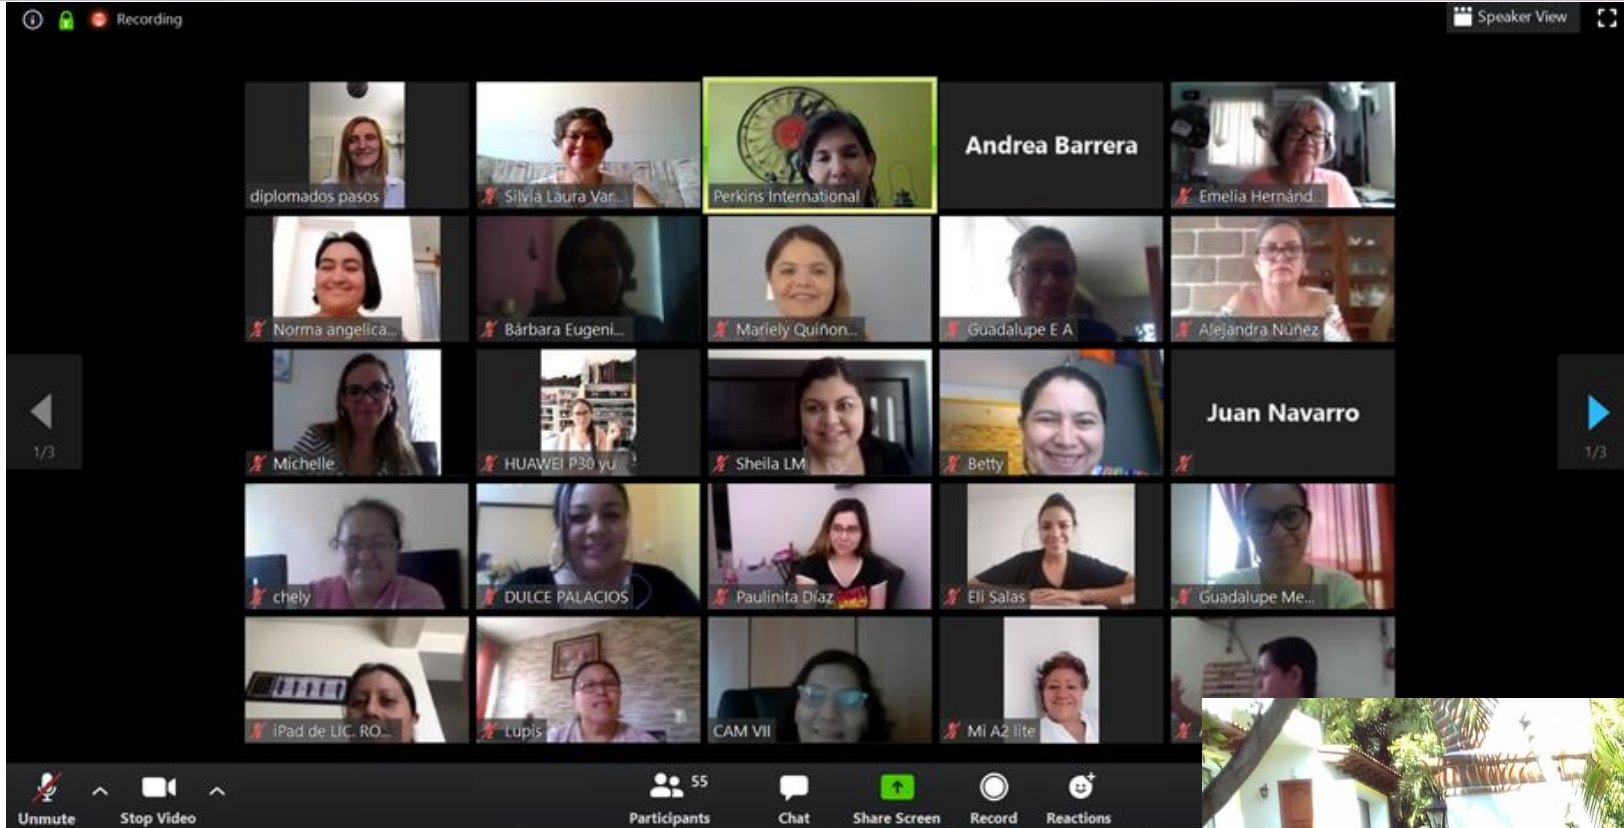 Recording
Speaker View
diplomados pasos
Silvia Laura Var...
Perkins International
Andrea Barrera
Emelia Hernánd...
Norma angelica...
Bárbara Eugeni...
Mariely Quiñon...
Guadalupe E A
Alejandra Núñez
1/3
1/3
Michelle
HUAWEI P30 yu...
Sheila LM
Betty
Juan Navarro
chely
DULCE PALACIOS
Paulinita Díaz
Eli Salas
Guadalupe Me...
iPad de LIC. RO...
Lupis
CAM VII
Mi A2 lite
Unmute
Stop Video
55
Participants
Chat
Share Screen
Record
Reactions